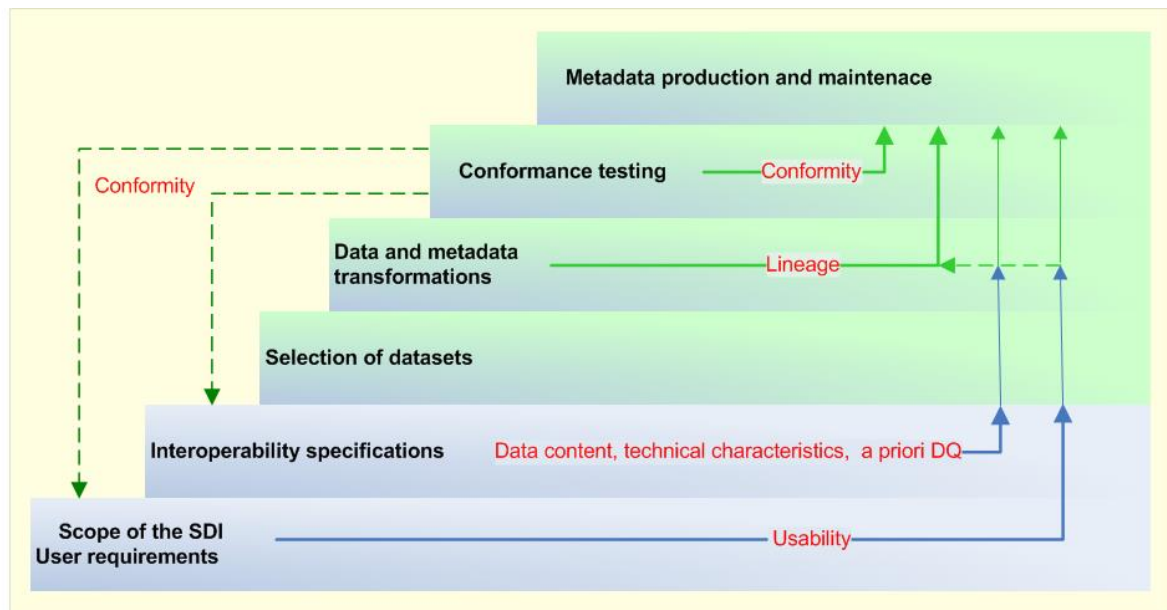 Metadata production and maintenace
Conformance testing
Conformity
Conformity
Data and metadata
transformations
Lineage
Selection of datasets
Interoperability specifications
Data content, technical characteristics, a priori DQ
Scope of the SDI
User requirements
Usability